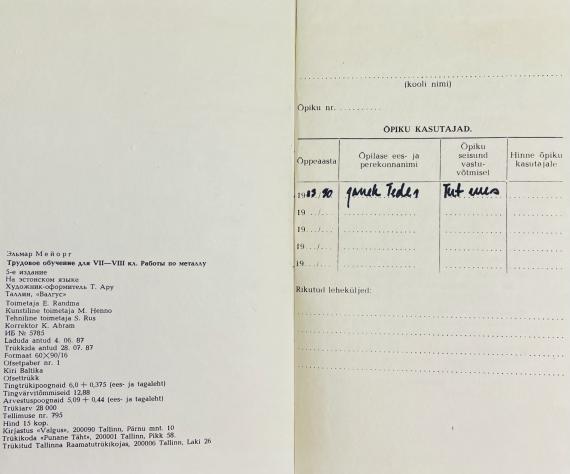 Эльмар Мейорг
Трудовое обучение для VII—VIII кл. Работы по металлу
5-е издание
На эстонском языке
Художник-оформитель Т. Ару
Таллин, «Валгус»
Toimetaja E. Randma
Kunstiline toimetaja M. Henno
Tehniline toimetaja S. Rus
Korrektor K. Abram
ИБ № 5785
Laduda antud 4. 06. 87
Trükkida antud 28. 07. 87
Formaat 60×90/16
Ofsetpaber nr. 1
Kiri Baltika
Ofsettrükk
Tingtrükipoognaid 6,0 + 0,375 (ees- ja tagaleht)
Tingvärvitõmmiseid 12,88
Arvestuspoognaid 5,09 + 0,44 (ees- ja tagaleht)
Trükiarv 28 000
Tellimuse nr. 795
Hind 15 kop.
Kirjastus «Valgus», 200090 Tallinn, Pärnu mnt. 10
Trükikoda «Punane Täht», 200001 Tallinn, Pikk 58.
Trükitud Tallinna Raamatutrükikojas, 200006 Tallinn, Laki 26
(kooli nimi)
Õpiku nr. ..........
ÕPIKU KASUTAJAD.
Õppeaasta Õpilase ees- ja perekonnanimi Õpiku seisund vastuvõtmisel Hinne õpiku kasutajale
1989/90 Janek Teder
19 .../...
19 .../...
19 .../...
19 .../...
Rikutud leheküljed: